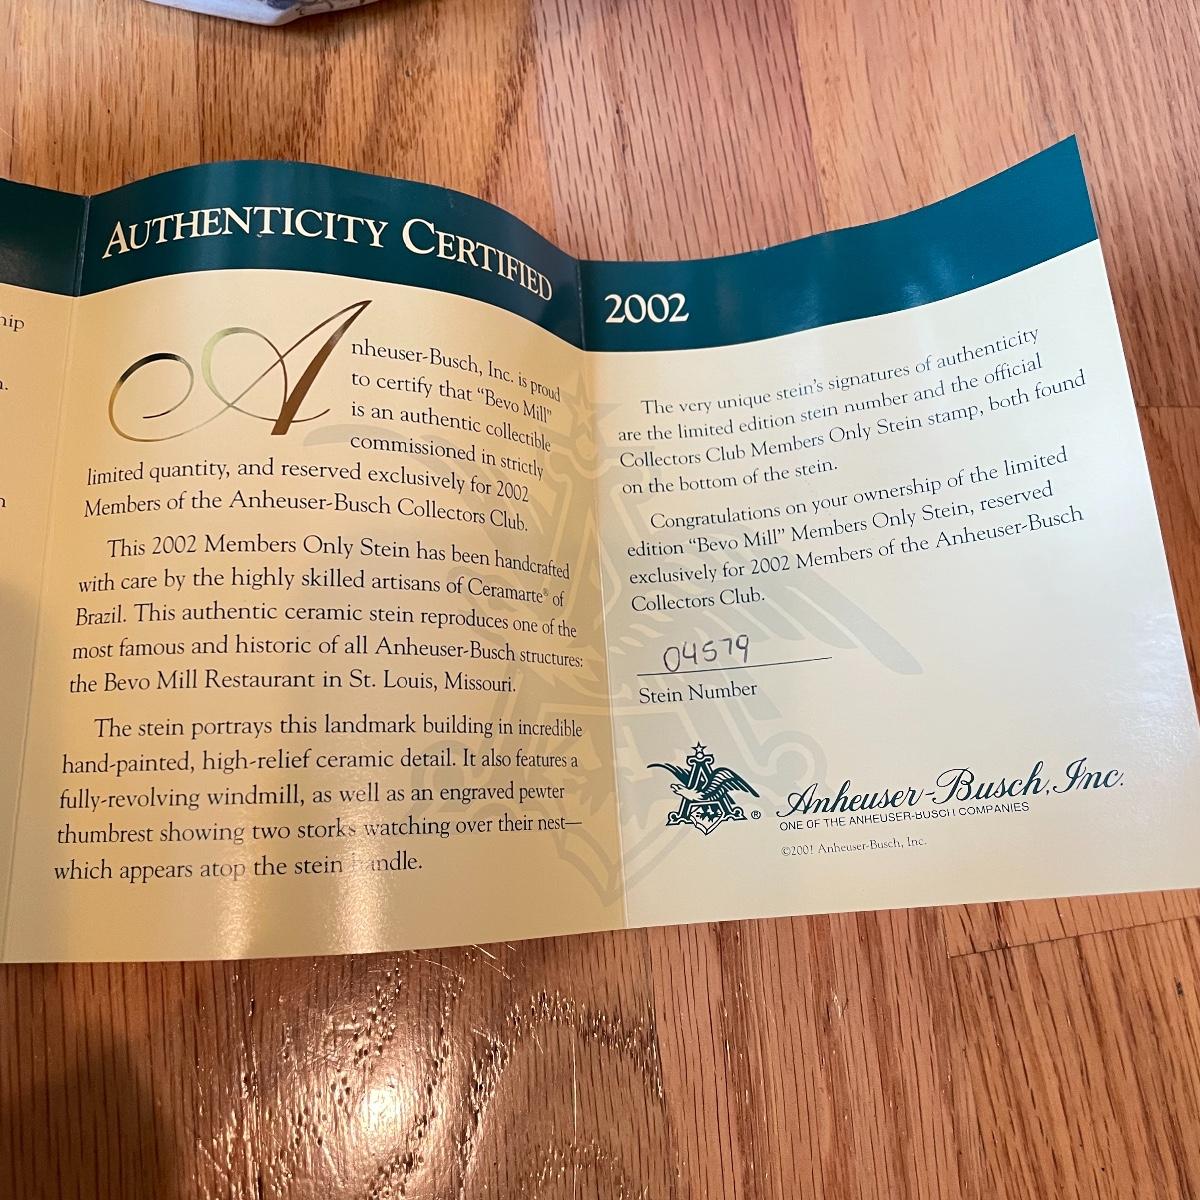 hip
n.
n
AUTHENTICITY CERTIFIED
Anheuser-Busch, Inc. is proud
to certify that “Bevo Mill”
is an authentic collectible
commissioned in strictly
limited quantity, and reserved exclusively for 2002
Members of the Anheuser-Busch Collectors Club.
This 2002 Members Only Stein has been handcrafted
with care by the highly skilled artisans of Ceramarte® of
Brazil. This authentic ceramic stein reproduces one of the
most famous and historic of all Anheuser-Busch structures:
the Bevo Mill Restaurant in St. Louis, Missouri.
The stein portrays this landmark building in incredible
hand-painted, high-relief ceramic detail. It also features a
fully-revolving windmill, as well as an engraved pewter
thumbrest showing two storks watching over their nest—
which appears atop the stein handle.
2002
The very unique stein's signatures of authenticity
are the limited edition stein number and the official
Collectors Club Members Only Stein stamp, both found
on the bottom of the stein.
Congratulations on your ownership of the limited
edition “Bevo Mill” Members Only Stein, reserved
exclusively for 2002 Members of the Anheuser-Busch
Collectors Club.
04579
Stein Number
®
Anheuser-Busch, Inc.
ONE OF THE ANHEUSER-BUSCH COMPANIES
©2001 Anheuser-Busch, Inc.